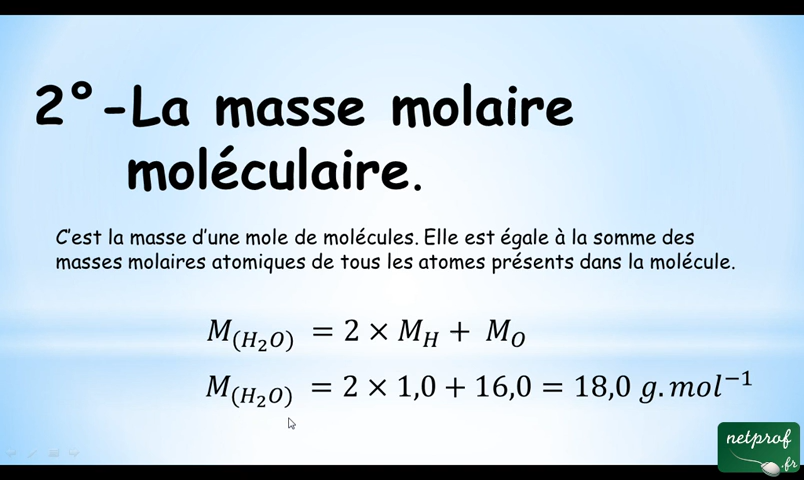 2°-La masse molaire
moléculaire.
C'est la masse d'une mole de molécules. Elle est égale à la somme des
masses molaires atomiques de tous les atomes présents dans la molécule.
M(H₂O) = 2 × M_H + M_O
M(H₂O) = 2 × 1,0 + 16,0 = 18,0 g.mol⁻¹
netprof
.fr